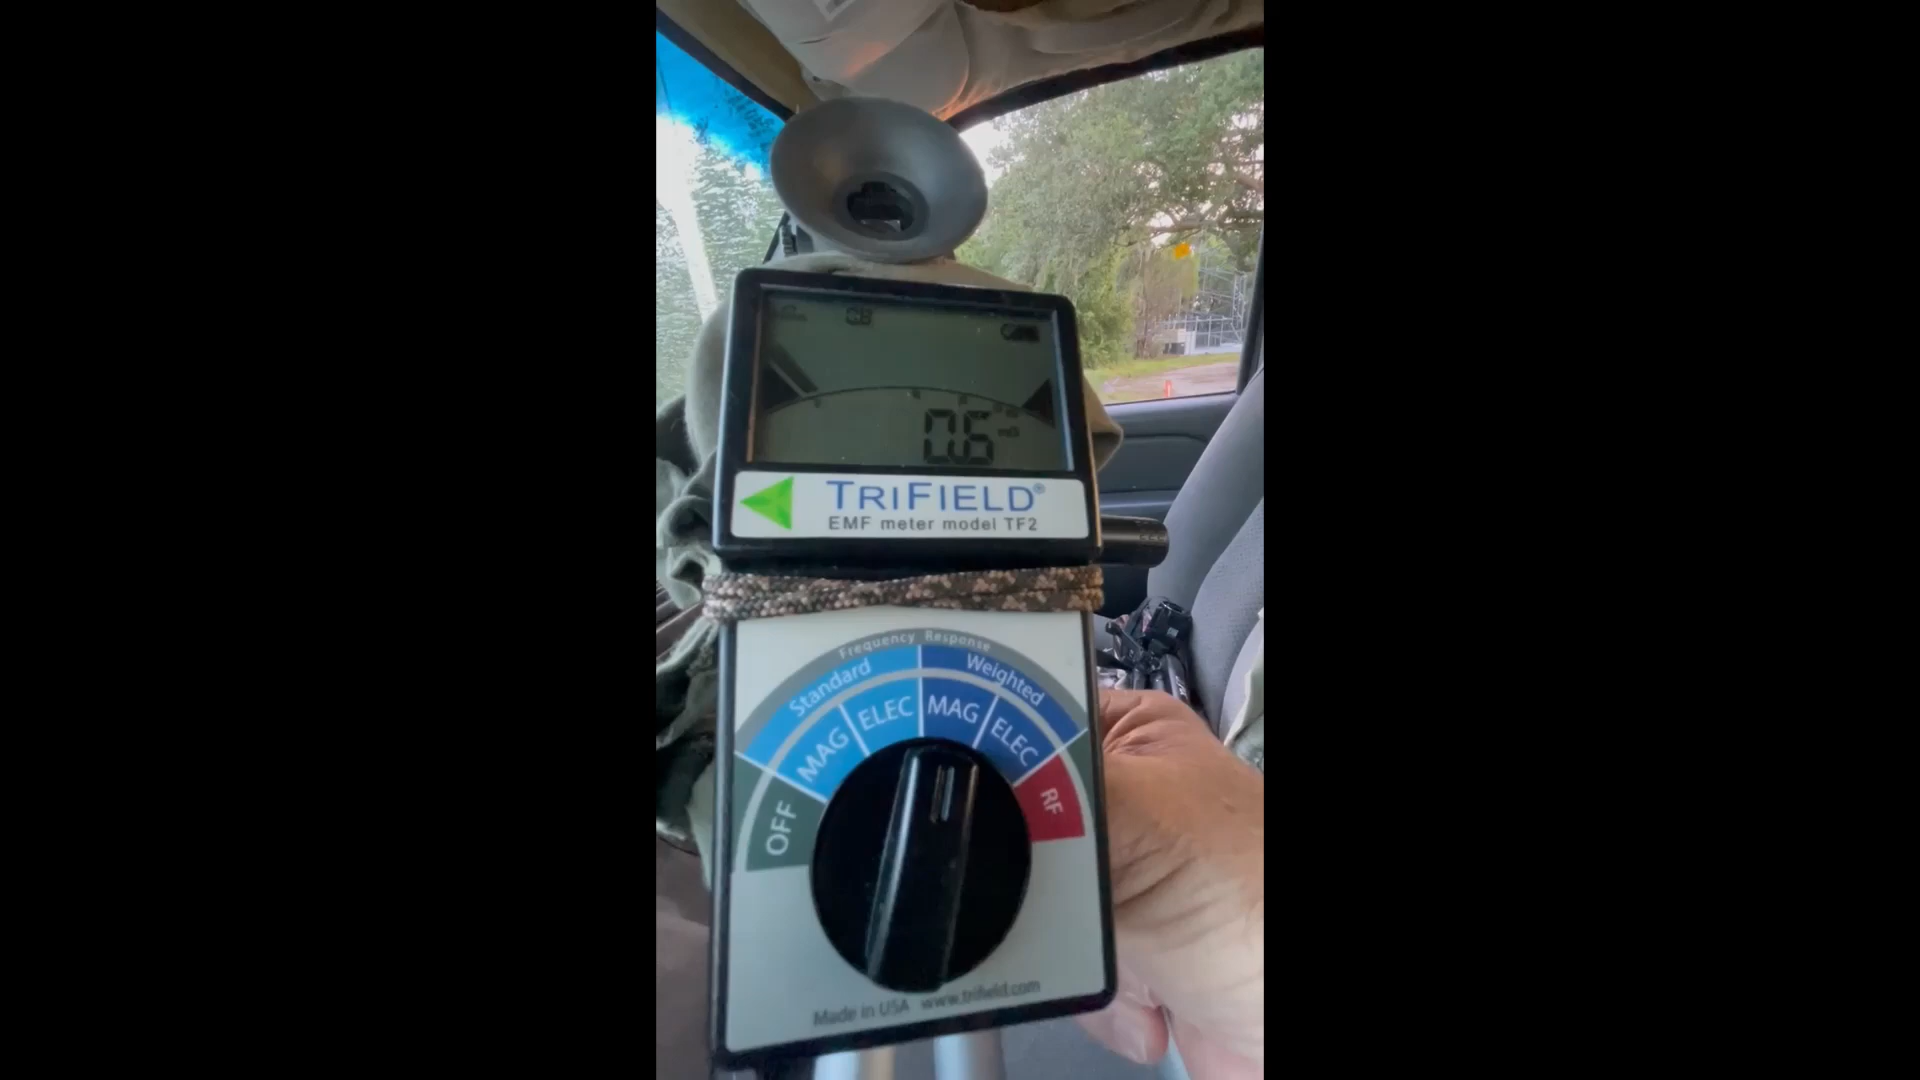 0.6
mG
TRIFIELD®
EMF meter model TF2
Frequency Response
Standard Weighted
MAG ELEC MAG ELEC
OFF RF
Made in USA www.trifield.com